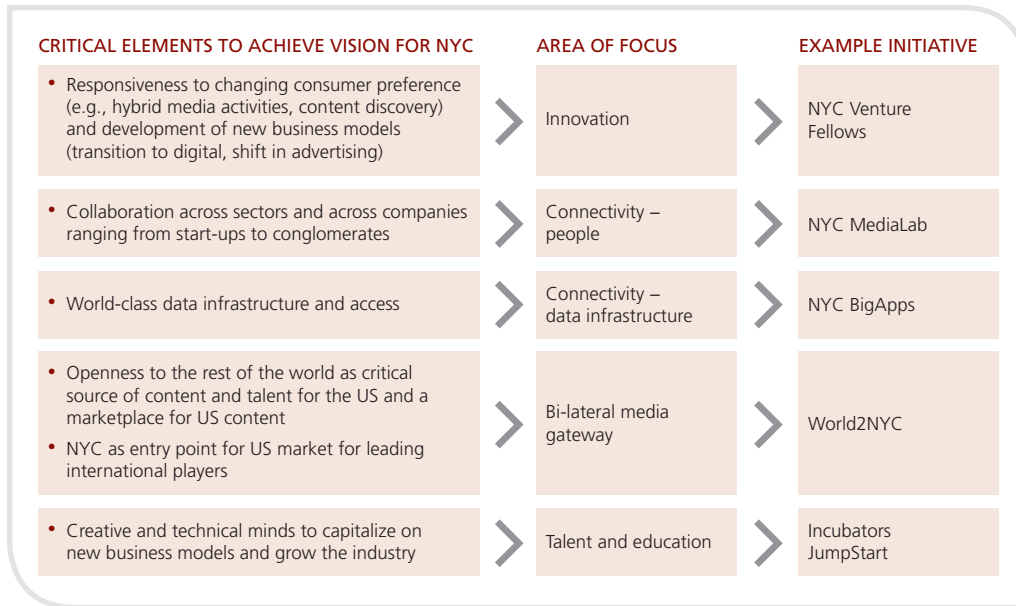 CRITICAL ELEMENTS TO ACHIEVE VISION FOR NYC
AREA OF FOCUS
EXAMPLE INITIATIVE
• Responsiveness to changing consumer preference
(e.g., hybrid media activities, content discovery)
and development of new business models
(transition to digital, shift in advertising)
Innovation
NYC Venture
Fellows
• Collaboration across sectors and across companies
ranging from start-ups to conglomerates
Connectivity –
people
NYC MediaLab
• World-class data infrastructure and access
Connectivity –
data infrastructure
NYC BigApps
• Openness to the rest of the world as critical
source of content and talent for the US and a
marketplace for US content
• NYC as entry point for US market for leading
international players
Bi-lateral media
gateway
World2NYC
• Creative and technical minds to capitalize on
new business models and grow the industry
Talent and education
Incubators
JumpStart